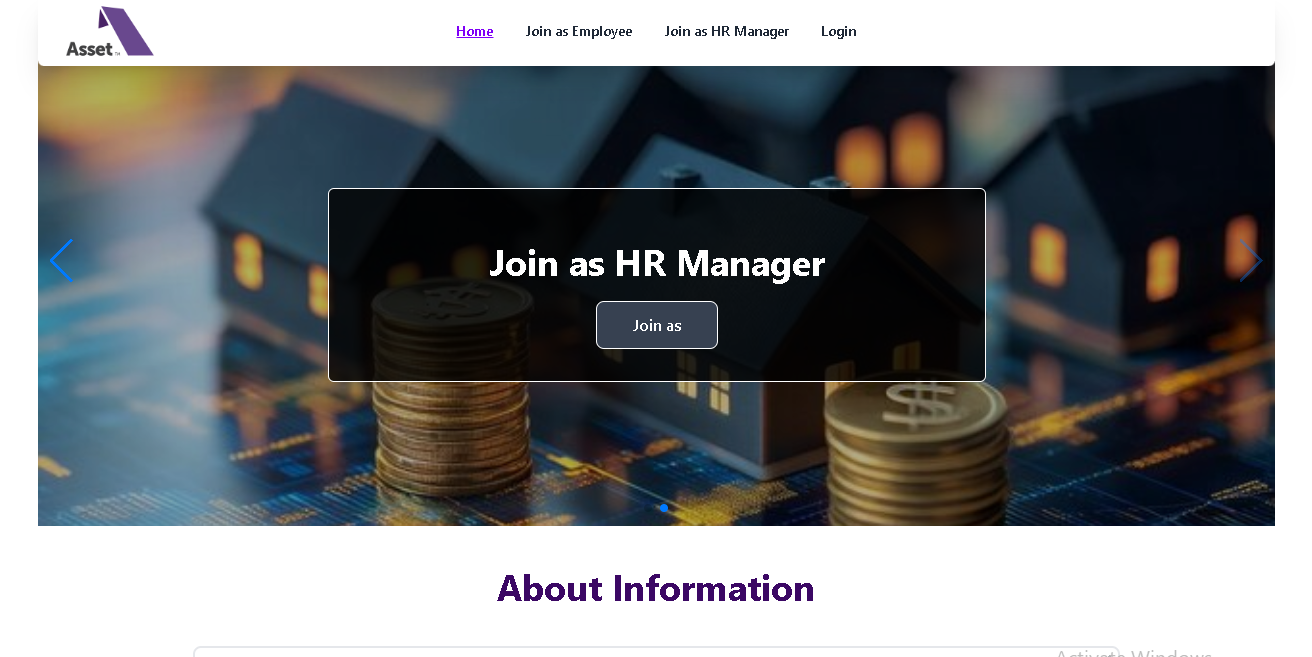 Asset™
Home Join as Employee Join as HR Manager Login
Join as HR Manager
Join as
$
About Information
Activate Windows